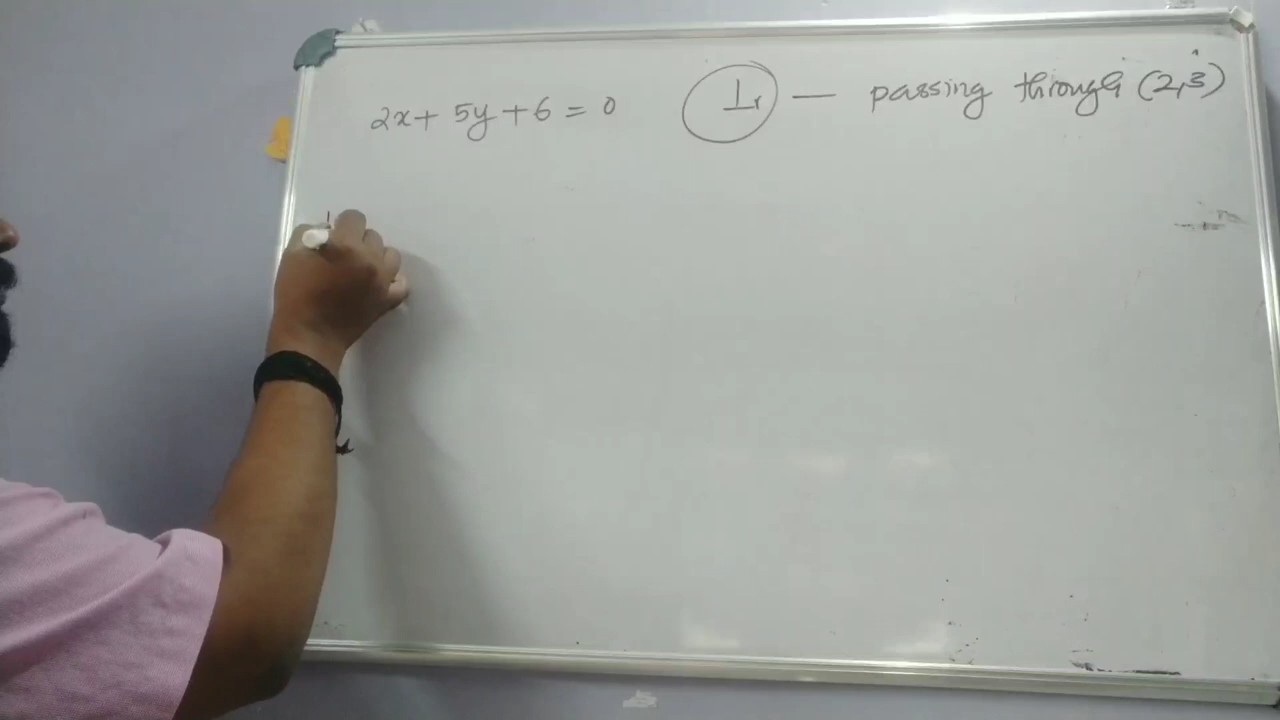 2x + 5y + 6 = 0 ⊥r — passing through (2,3)